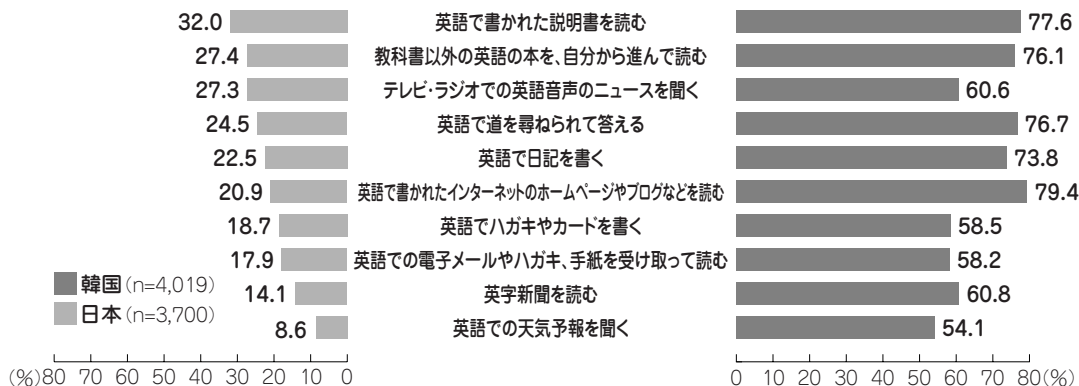 32.0 英語で書かれた説明書を読む 77.6
27.4 教科書以外の英語の本を、自分から進んで読む 76.1
27.3 テレビ・ラジオでの英語音声のニュースを聞く 60.6
24.5 英語で道を尋ねられて答える 76.7
22.5 英語で日記を書く 73.8
20.9 英語で書かれたインターネットのホームページやブログなどを読む 79.4
18.7 英語でハガキやカードを書く 58.5
17.9 英語での電子メールやハガキ、手紙を受け取って読む 58.2
韓国(n=4,019)
14.1 英字新聞を読む 60.8
日本(n=3,700)
8.6 英語での天気予報を聞く 54.1
(%)80 70 60 50 40 30 20 10 0 0 10 20 30 40 50 60 70 80(%)